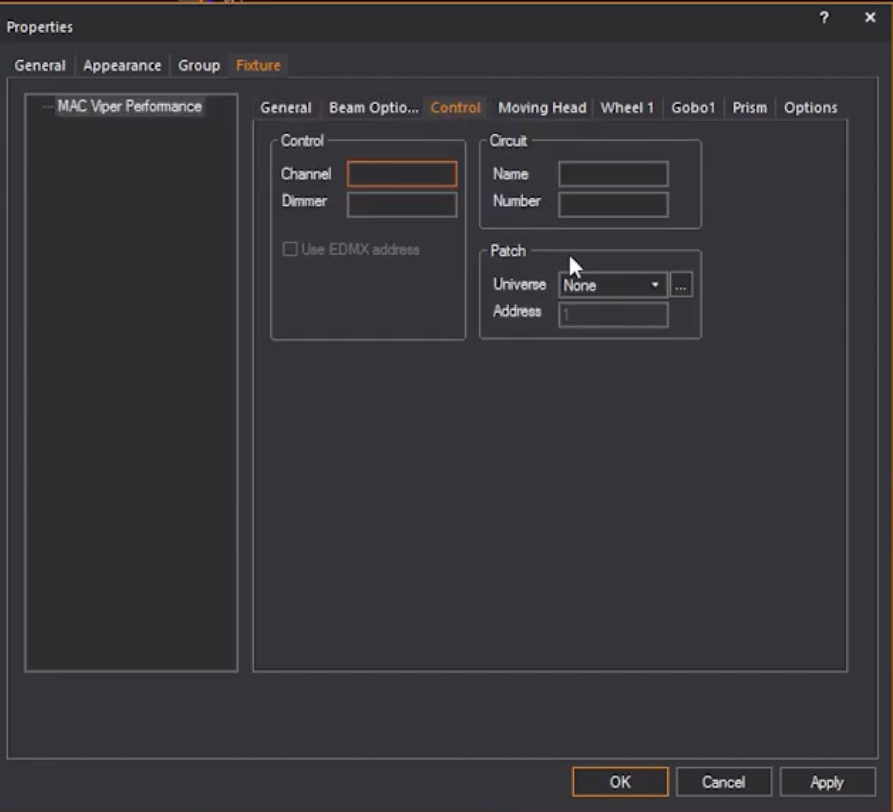 Properties ? ×
General Appearance Group Fixture
MAC Viper Performance
General Beam Optio... Control Moving Head Wheel 1 Gobo1 Prism Options
Control
Channel
Dimmer
Use EDMX address
Circuit
Name
Number
Patch
Universe None ...
Address 1
OK Cancel Apply